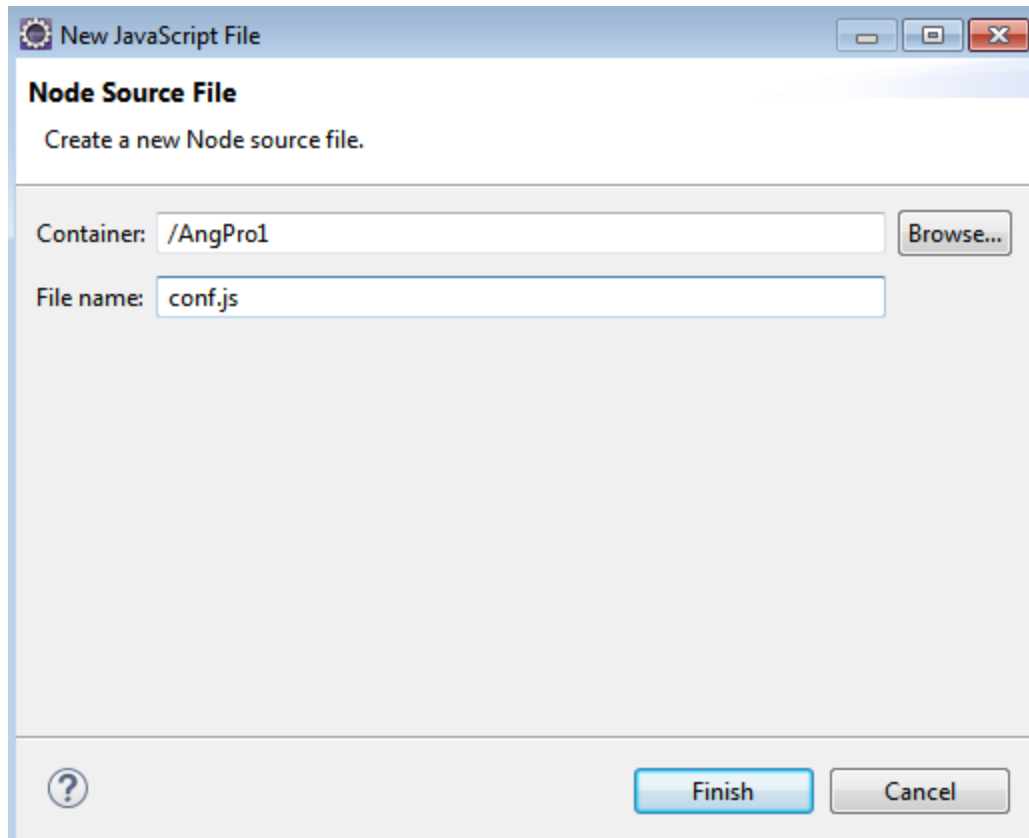 New JavaScript File
Node Source File
Create a new Node source file.
Container: /AngPro1 Browse...
File name: conf.js
? Finish Cancel